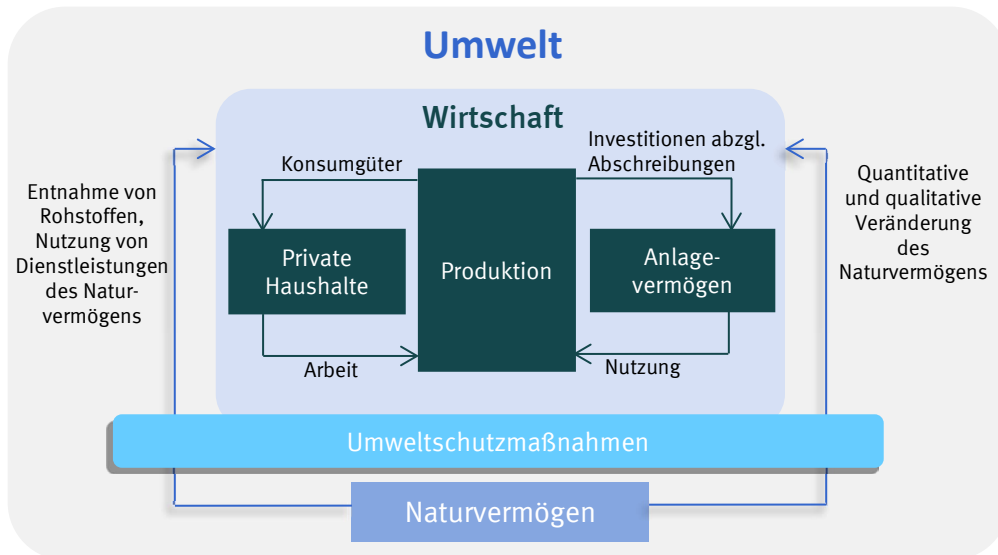 Umwelt
Wirtschaft
Konsumgüter
Investitionen abzgl.
Abschreibungen
Entnahme von
Rohstoffen,
Nutzung von
Dienstleistungen
des Natur-
vermögens
Private
Haushalte
Produktion
Anlage-
vermögen
Quantitative
und qualitative
Veränderung
des
Naturvermögens
Arbeit
Nutzung
Umweltschutzmaßnahmen
Naturvermögen